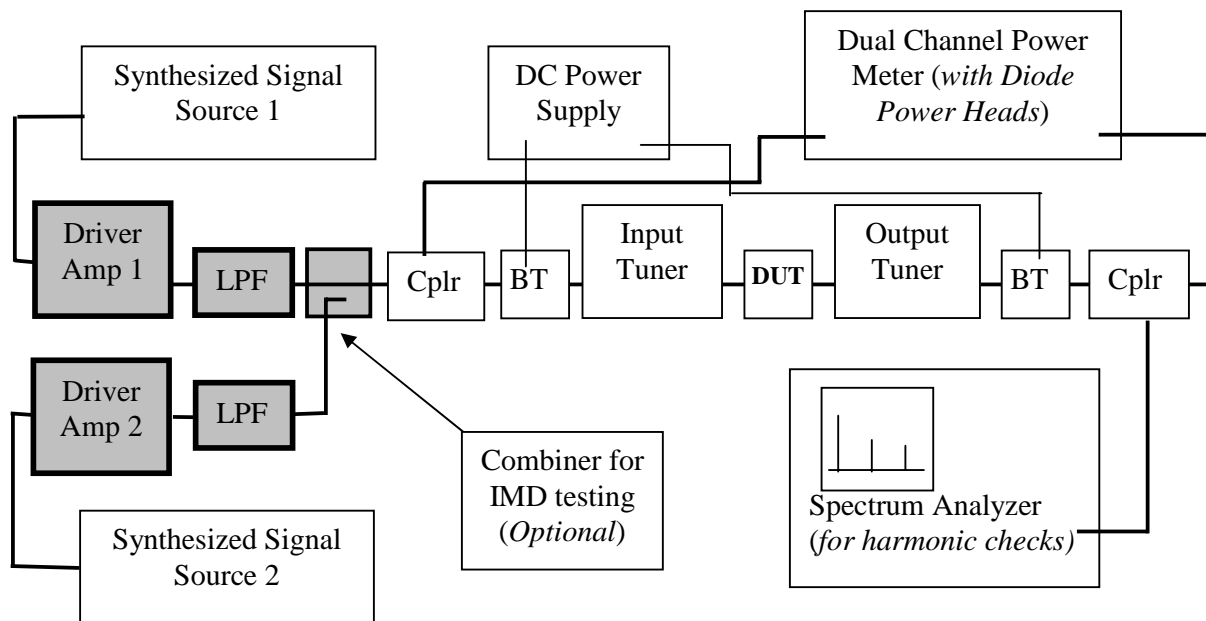 Synthesized Signal
Source 1
DC Power
Supply
Dual Channel Power
Meter (with Diode
Power Heads)
Driver
Amp 1
LPF
Cplr
BT
Input
Tuner
DUT
Output
Tuner
BT
Cplr
Driver
Amp 2
LPF
Combiner for
IMD testing
(Optional)
Spectrum Analyzer
(for harmonic checks)
Synthesized Signal
Source 2